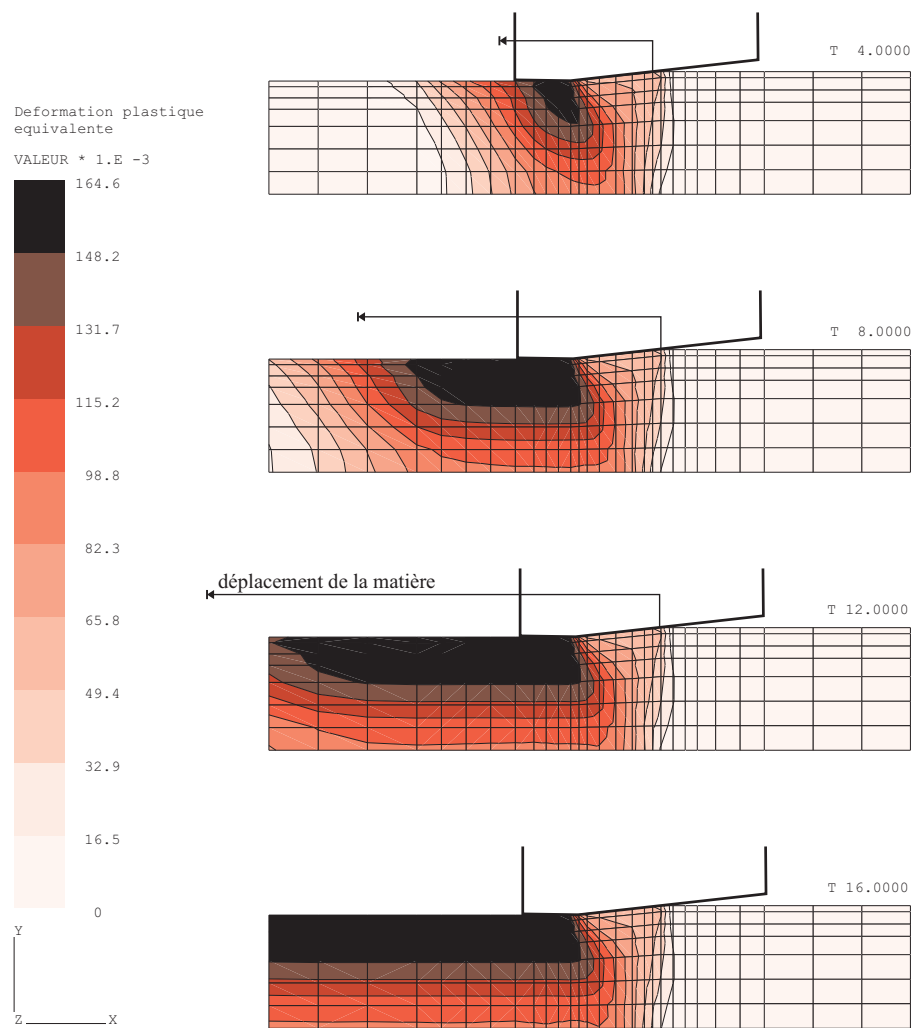 T 4.0000
Deformation plastique
equivalente
VALEUR * 1.E -3
164.6
148.2
131.7
115.2
98.8
82.3
65.8
49.4
32.9
16.5
0
T 8.0000
déplacement de la matière
T 12.0000
T 16.0000
Y
Z X